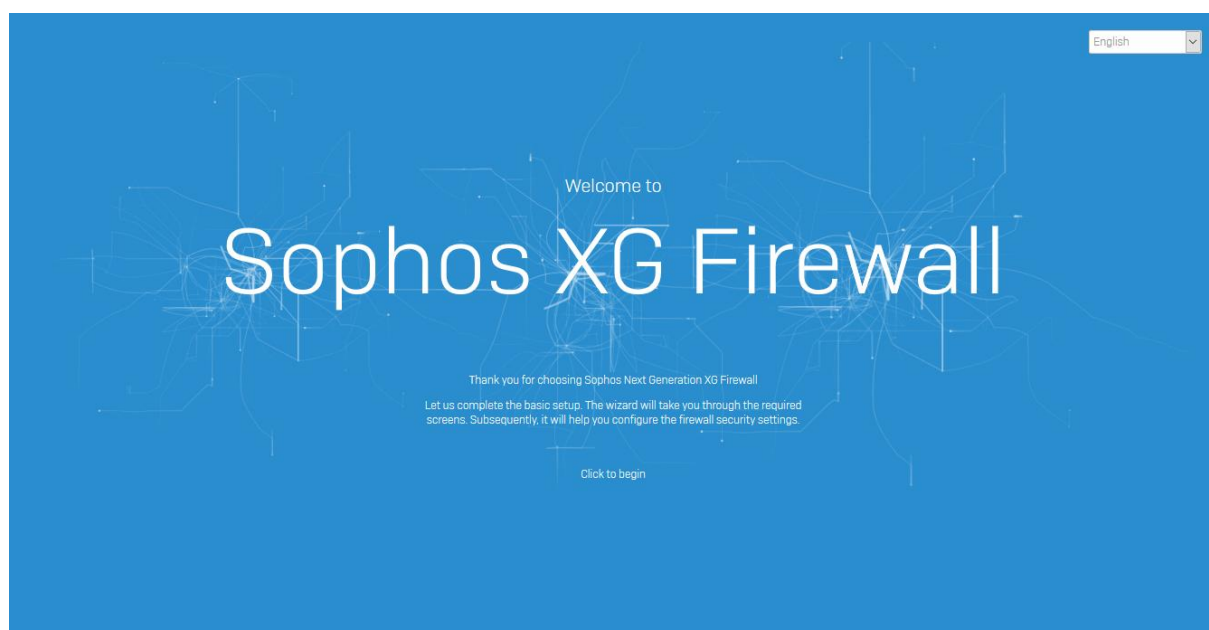 English
Welcome to
Sophos XG Firewall
Thank you for choosing Sophos Next Generation XG Firewall
Let us complete the basic setup. The wizard will take you through the required
screens. Subsequently, it will help you configure the firewall security settings.
Click to begin